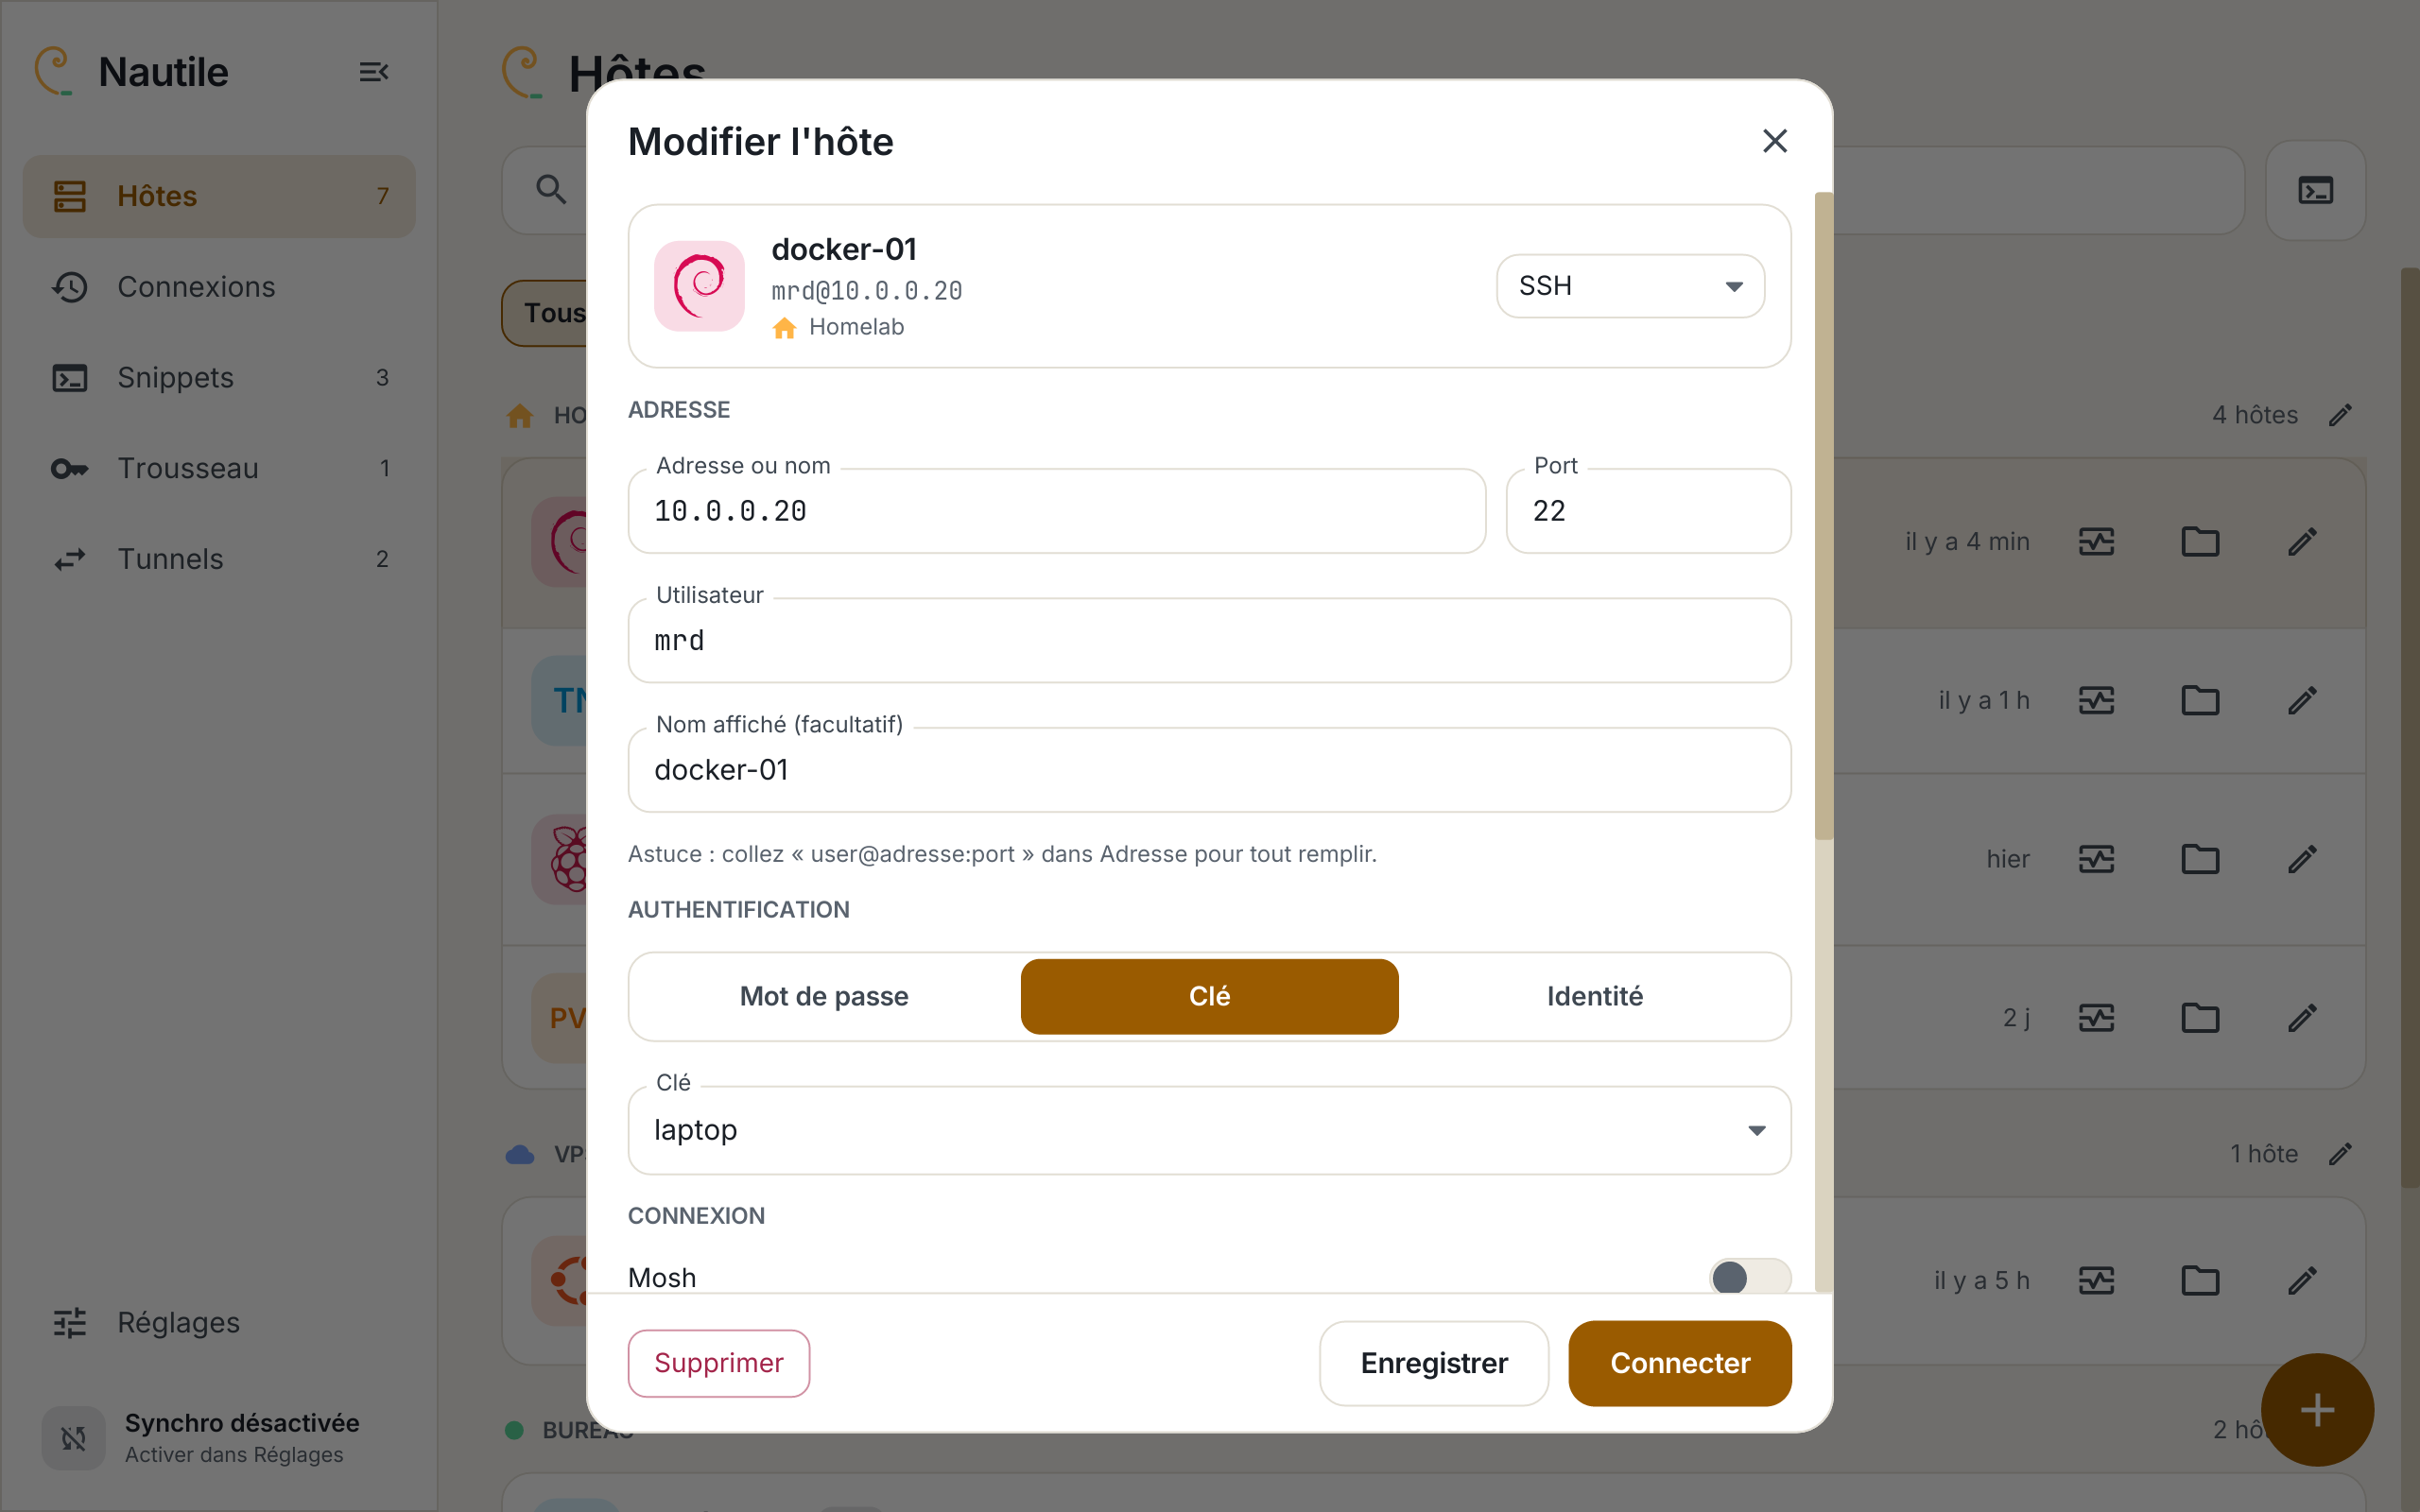 Nautile
Hôtes 7
Connexions
Snippets 3
Trousseau 1
Tunnels 2
Réglages
Synchro désactivée
Activer dans Réglages
Hôtes
Tous
4 hôtes
il y a 4 min
il y a 1 h
hier
PV
2 j
1 hôte
il y a 5 h
BUREAU
Modifier l'hôte
docker-01
mrd@10.0.0.20
Homelab
SSH
ADRESSE
Adresse ou nom
10.0.0.20
Port
22
Utilisateur
mrd
Nom affiché (facultatif)
docker-01
Astuce : collez « user@adresse:port » dans Adresse pour tout remplir.
AUTHENTIFICATION
Mot de passe Clé Identité
Clé
laptop
CONNEXION
Mosh
Supprimer Enregistrer Connecter